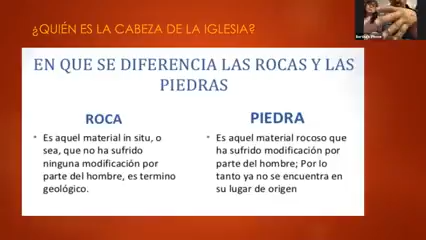 ¿QUIÉN ES LA CABEZA DE LA IGLESIA?
EN QUE SE DIFERENCIA LAS ROCAS Y LAS
PIEDRAS
ROCA
• Es aquel material in situ, o
sea, que no ha sufrido
ninguna modificación por
parte del hombre, es termino
geológico.
PIEDRA
• Es aquel material rocoso que
ha sufrido modificación por
parte del hombre; Por lo
tanto ya no se encuentra en
su lugar de origen